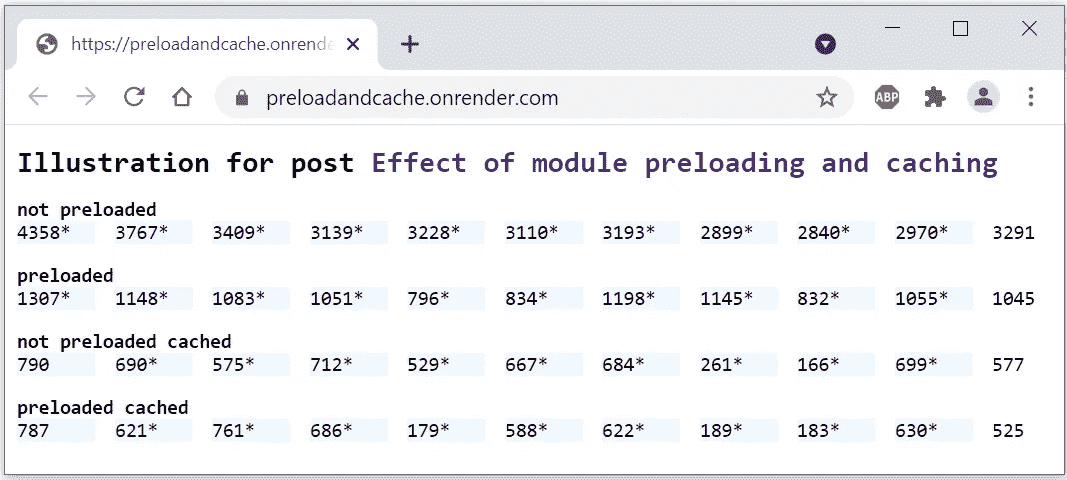 https://preloadandcache.onrende
preloadandcache.onrender.com
ABP
Illustration for post Effect of module preloading and caching
not preloaded
4358* 3767* 3409* 3139* 3228* 3110* 3193* 2899* 2840* 2970* 3291
preloaded
1307* 1148* 1083* 1051* 796* 834* 1198* 1145* 832* 1055* 1045
not preloaded cached
790 690* 575* 712* 529* 667* 684* 261* 166* 699* 577
preloaded cached
787 621* 761* 686* 179* 588* 622* 189* 183* 630* 525